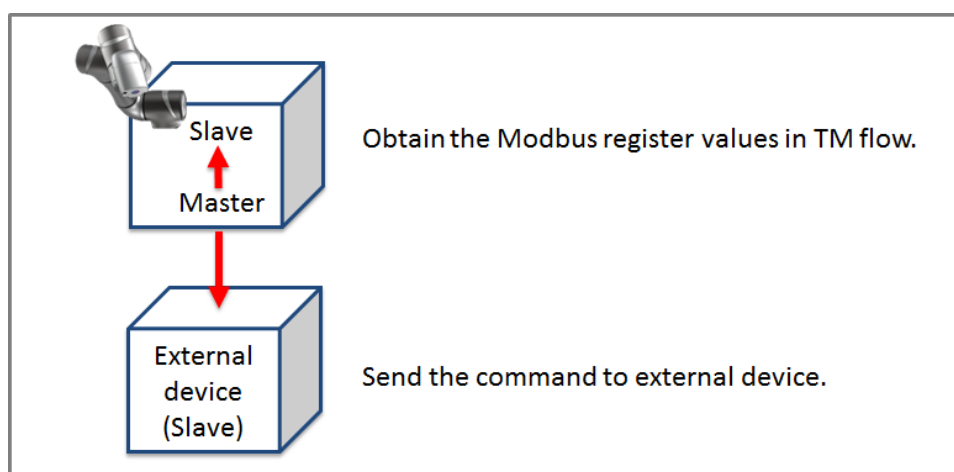 Slave
Obtain the Modbus register values in TM flow.
Master
External
device
(Slave)
Send the command to external device.